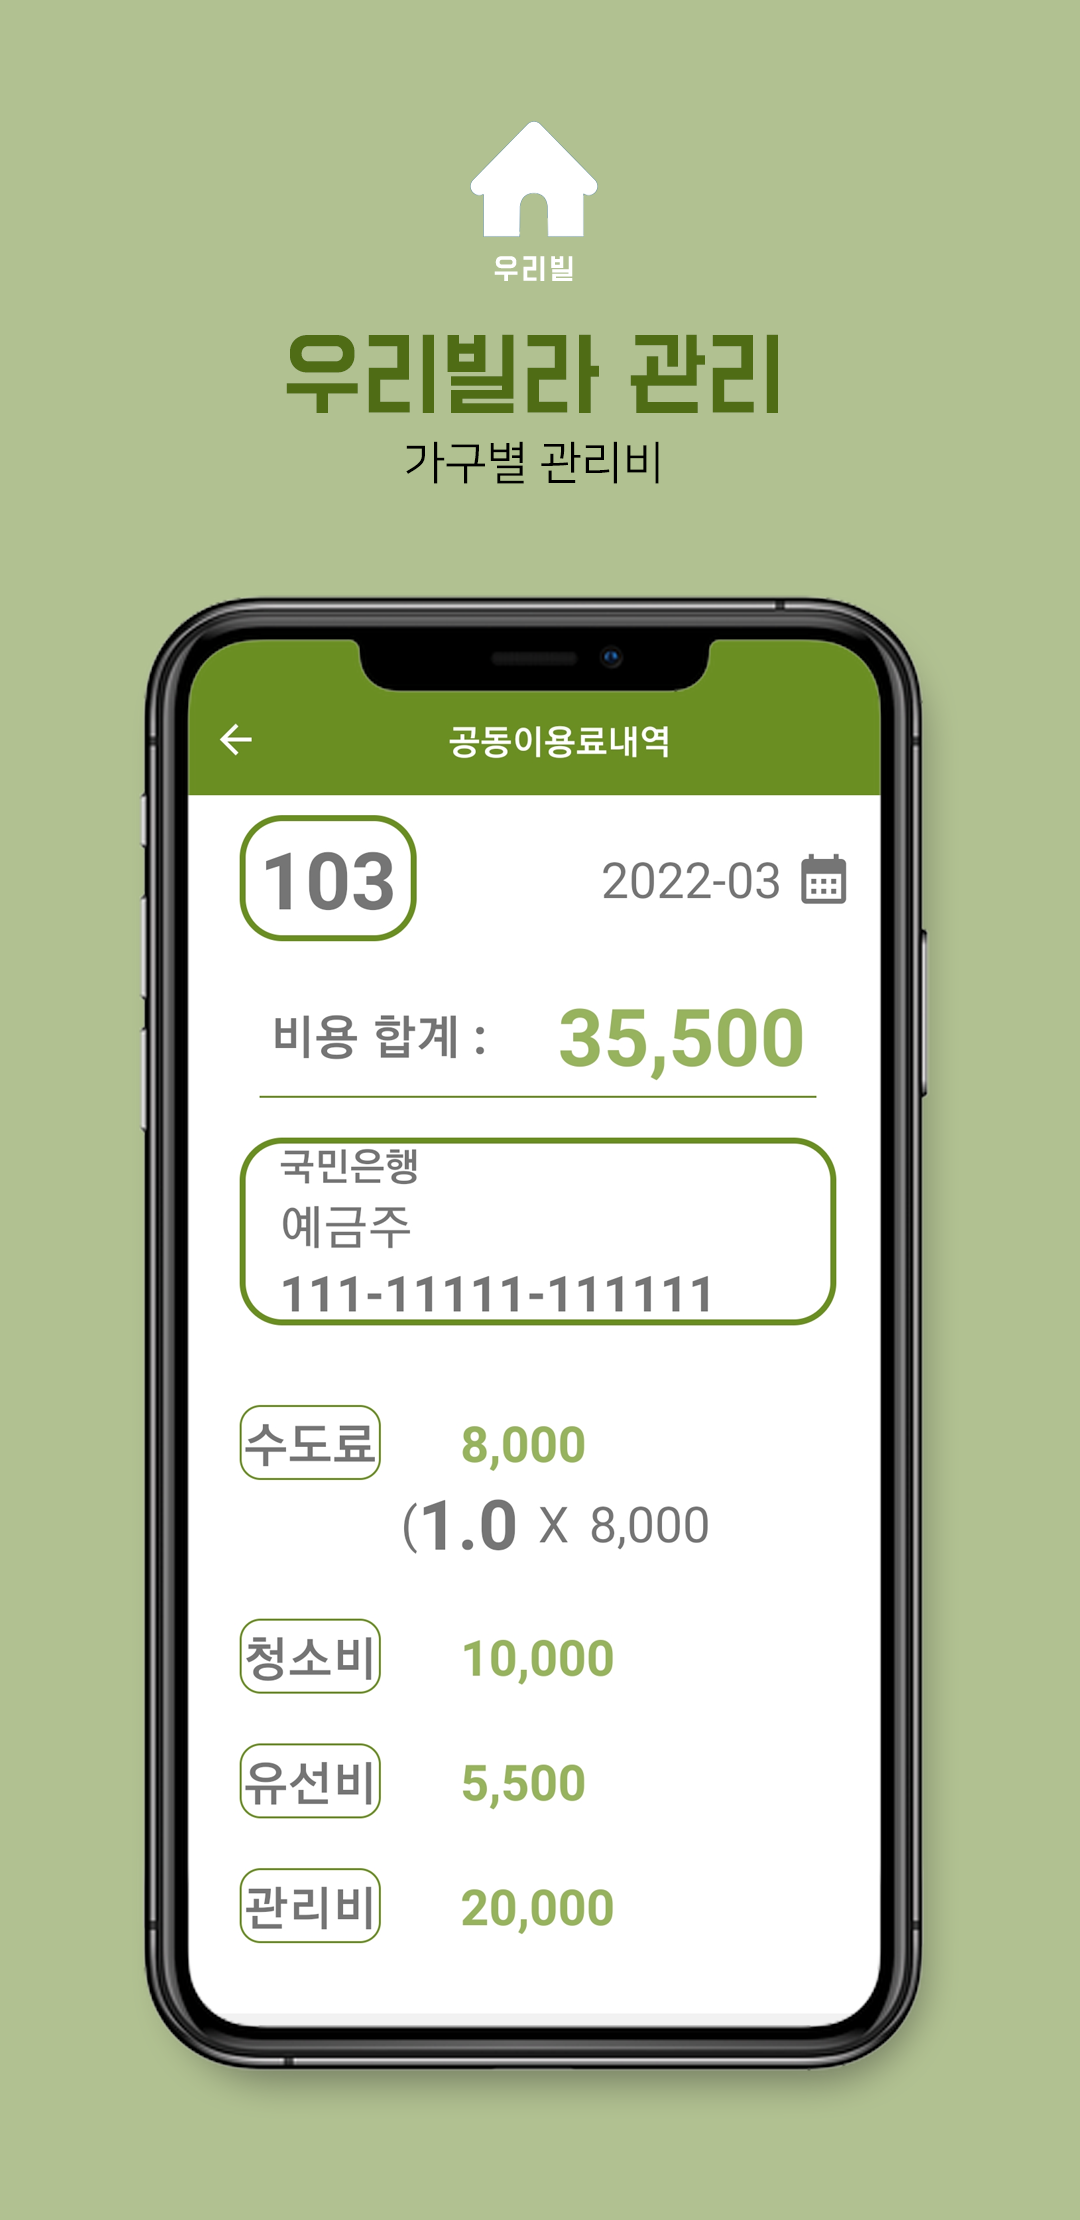 우리빌
우리빌라 관리
가구별 관리비
공동이용료내역
103
2022-03
비용 합계 : 35,500
국민은행
예금주
111-11111-111111
수도료 8,000
(1.0 X 8,000
청소비 10,000
유선비 5,500
관리비 20,000